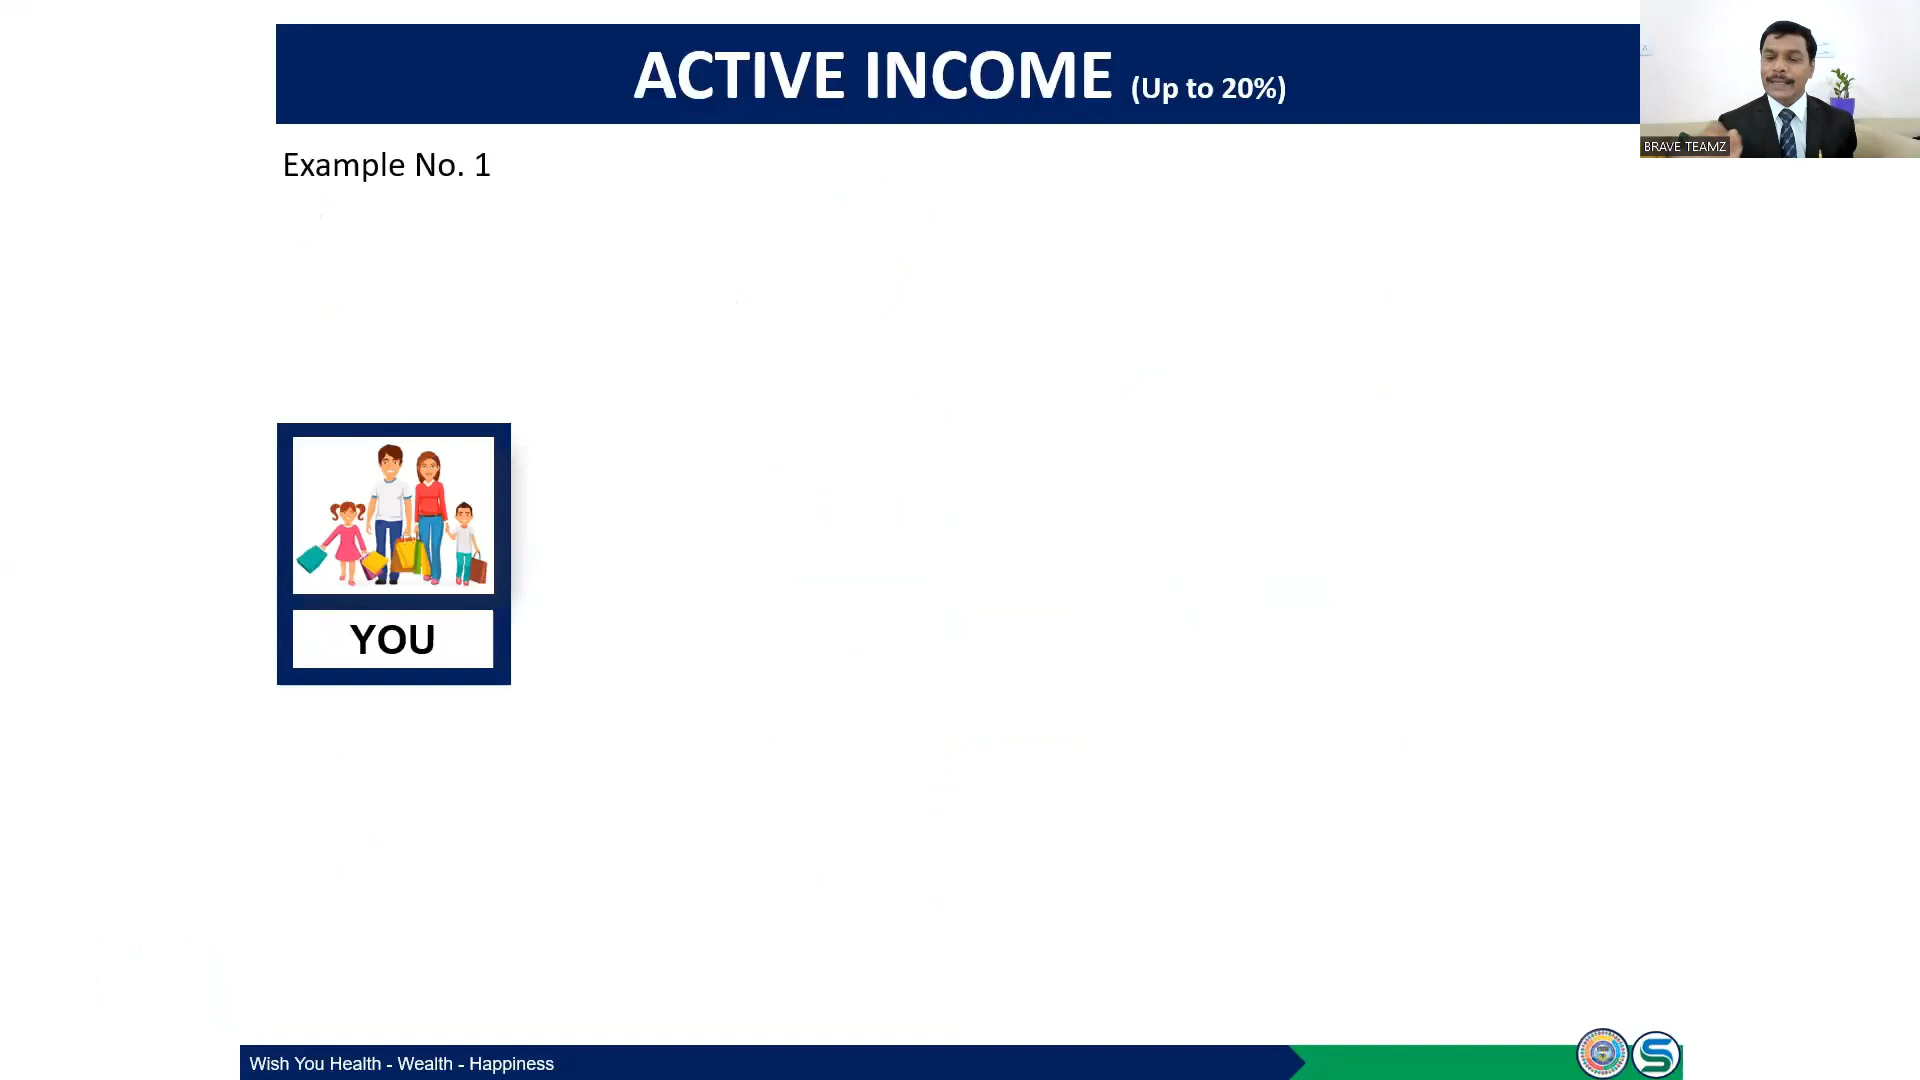 ACTIVE INCOME (Up to 20%)
BRAVE TEAMZ
Example No. 1
YOU
Wish You Health - Wealth - Happiness